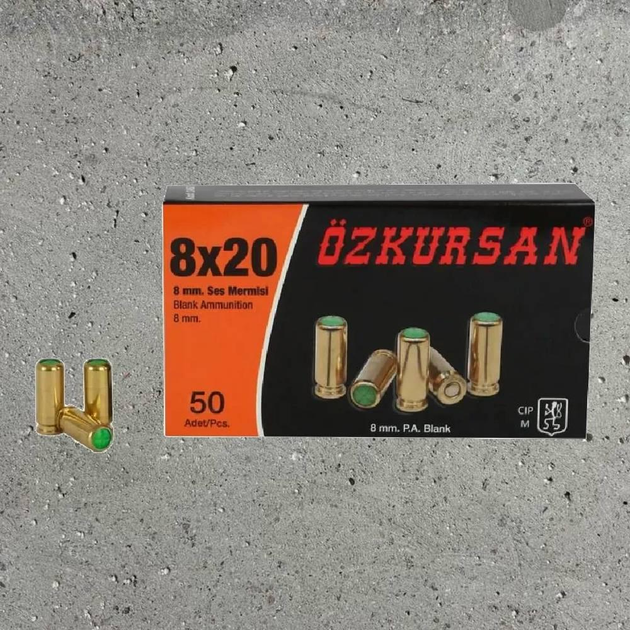 8x20
8 mm. Ses Mermisi
Blank Ammunition
8 mm.
50
Adet/Pcs.
ÖZKURSAN®
8 mm. P.A. Blank
CIP
M